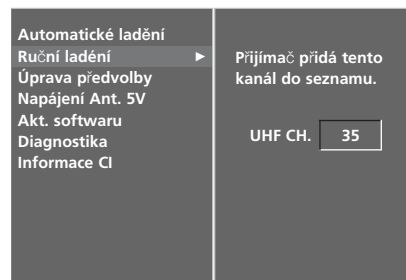 Automatické ladění
Ruční ladéní ►
Úprava předvolby
Napájení Ant. 5V
Akt. softwaru
Diagnostika
Informace CI
Přijímač přidá tento
kanál do seznamu.
UHF CH. 35